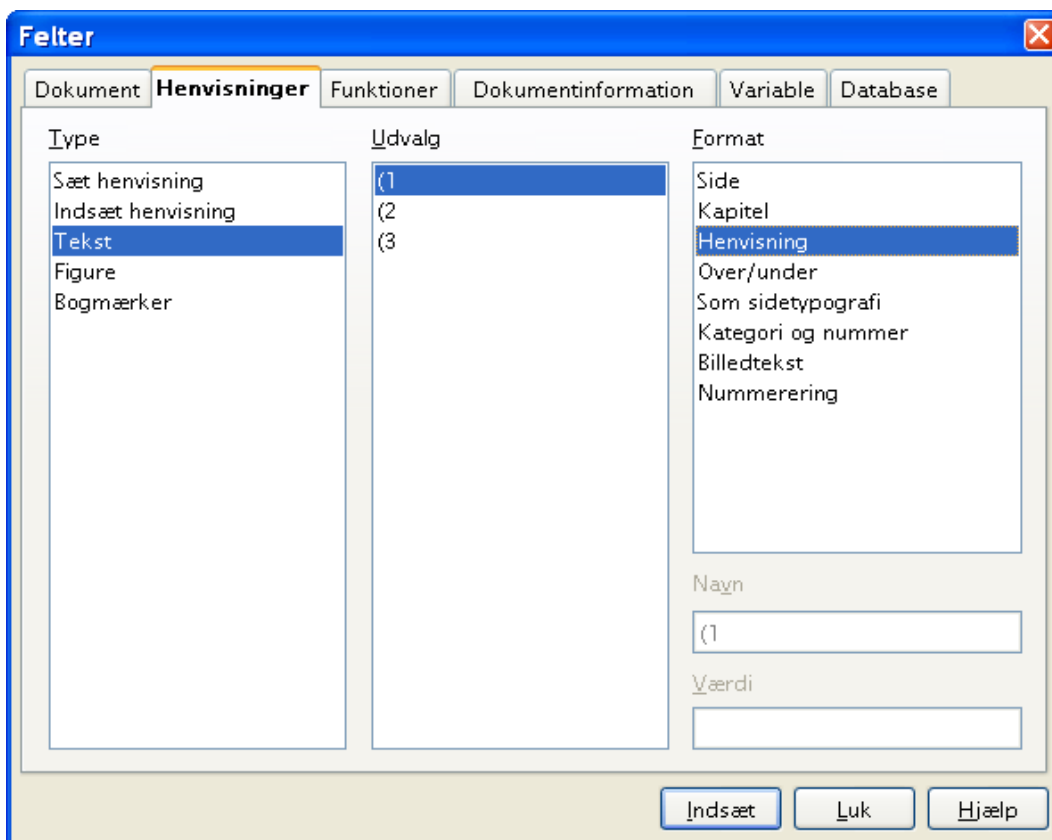 Felter
Dokument Henvisninger Funktioner Dokumentinformation Variable Database
Type
Sæt henvisning
Indsæt henvisning
Tekst
Figure
Bogmærker
Udvalg
(1
(2
(3
Format
Side
Kapitel
Henvisning
Over/under
Som sidetypografi
Kategori og nummer
Billedtekst
Nummerering
Navn
(1
Værdi
Indsæt Luk Hjælp